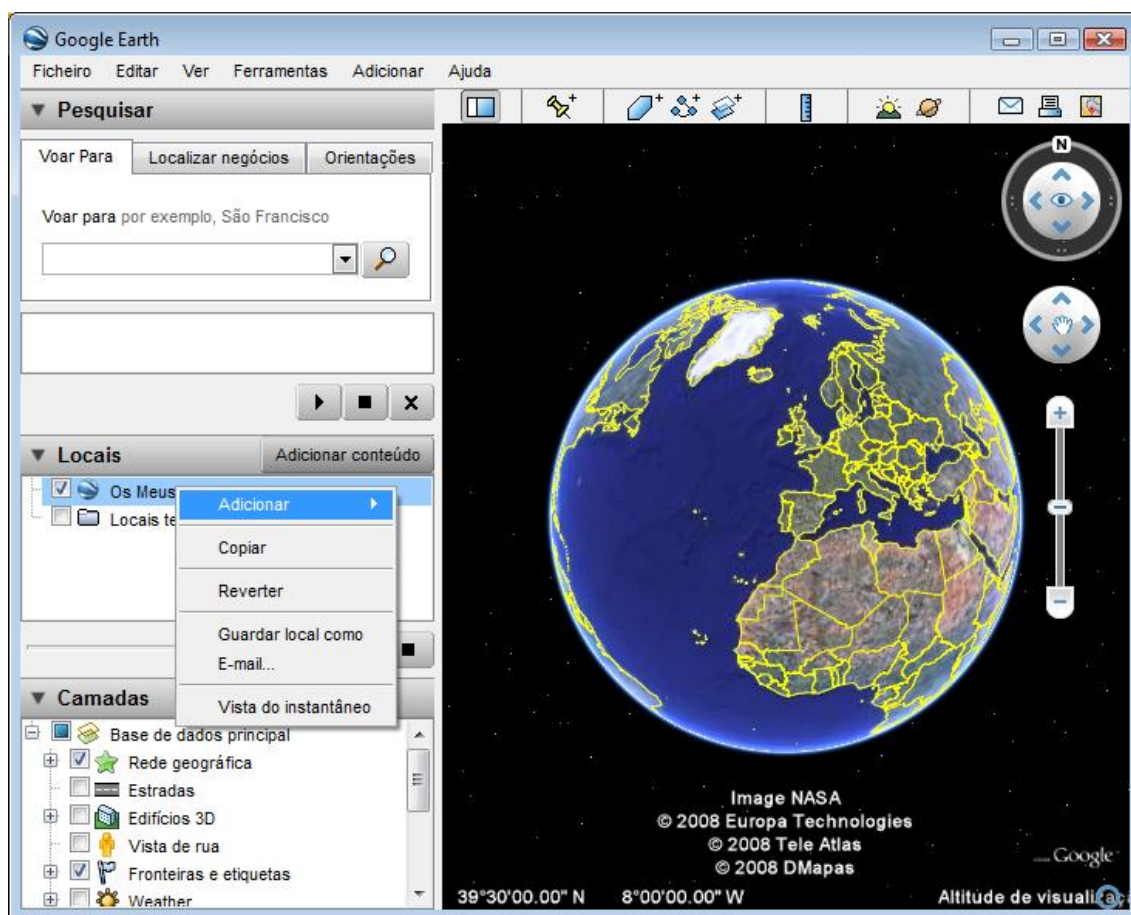 Google Earth
Ficheiro Editar Ver Ferramentas Adicionar Ajuda
Pesquisar
Voar Para Localizar negócios Orientações
Voar para por exemplo, São Francisco
Locais Adicionar conteúdo
Os Meus
Locais te
Adicionar
Copiar
Reverter
Guardar local como
E-mail...
Vista do instantâneo
Camadas
Base de dados principal
Rede geográfica
Estradas
Edifícios 3D
Vista de rua
Fronteiras e etiquetas
Weather
N
Image NASA
© 2008 Europa Technologies
© 2008 Tele Atlas
© 2008 DMapas
Google
39°30'00.00" N 8°00'00.00" W Altitude de visualizaç